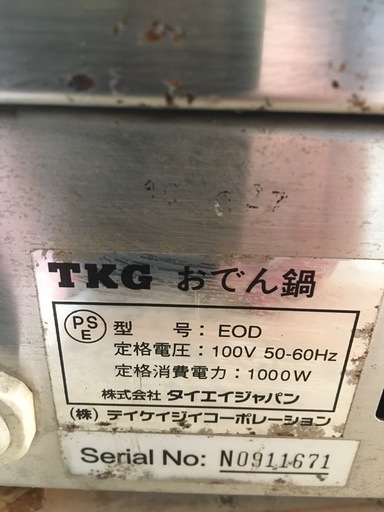 TKG おでん鍋
PS
E
型 号: EOD
定格電圧: 100V 50-60Hz
定格消費電力: 1000W
株式会社 タイエイジャパン
(株) テイケイジイコーポレーション
Serial No: N0911671